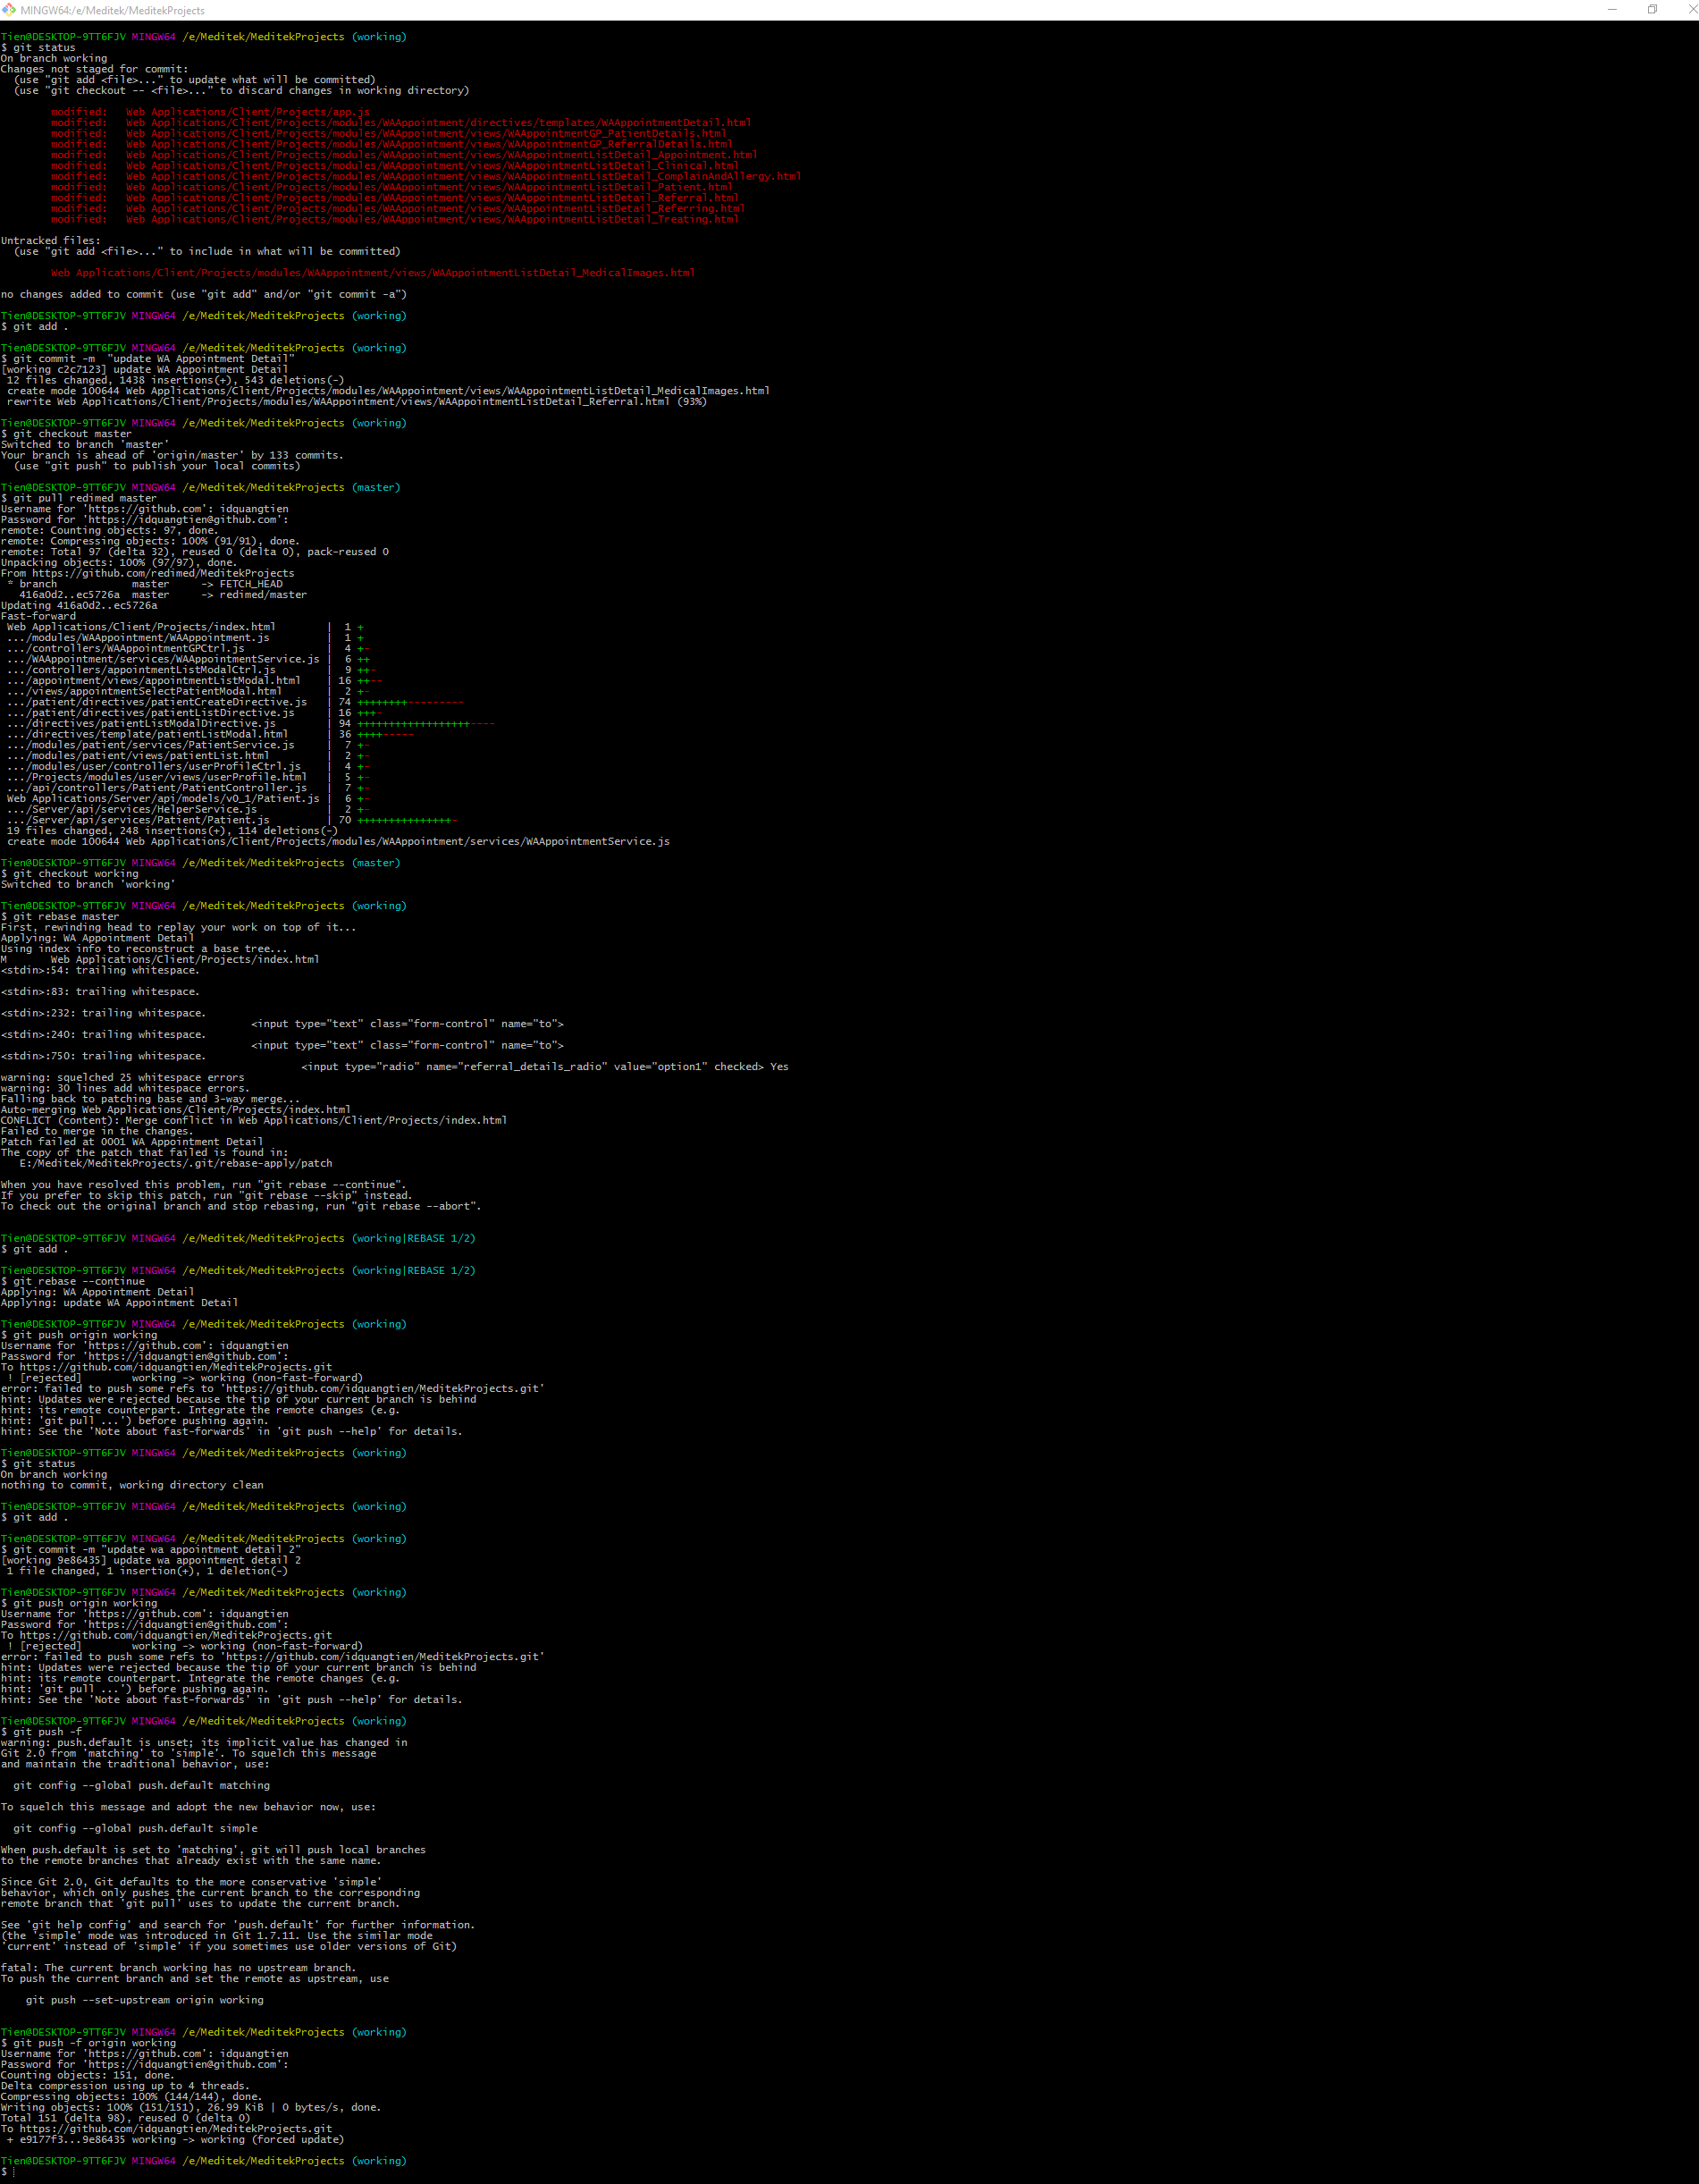 MINGW64:/e/Meditek/MeditekProjects
Tien@DESKTOP-9TT6FJV MINGW64 /e/Meditek/MeditekProjects (working)
$ git status
On branch working
Changes not staged for commit:
  (use "git add <file>..." to update what will be committed)
  (use "git checkout -- <file>..." to discard changes in working directory)
        modified:   Web Applications/Client/Projects/app.js
        modified:   Web Applications/Client/Projects/modules/WAAppointment/directives/templates/WAAppointmentDetail.html
        modified:   Web Applications/Client/Projects/modules/WAAppointment/views/WAAppointmentGP_PatientDetails.html
        modified:   Web Applications/Client/Projects/modules/WAAppointment/views/WAAppointmentGP_ReferralDetails.html
        modified:   Web Applications/Client/Projects/modules/WAAppointment/views/WAAppointmentListDetail_Appointment.html
        modified:   Web Applications/Client/Projects/modules/WAAppointment/views/WAAppointmentListDetail_Clinical.html
        modified:   Web Applications/Client/Projects/modules/WAAppointment/views/WAAppointmentListDetail_ComplainAndAllergy.html
        modified:   Web Applications/Client/Projects/modules/WAAppointment/views/WAAppointmentListDetail_Patient.html
        modified:   Web Applications/Client/Projects/modules/WAAppointment/views/WAAppointmentListDetail_Referral.html
        modified:   Web Applications/Client/Projects/modules/WAAppointment/views/WAAppointmentListDetail_Referring.html
        modified:   Web Applications/Client/Projects/modules/WAAppointment/views/WAAppointmentListDetail_Treating.html
Untracked files:
  (use "git add <file>..." to include in what will be committed)
        Web Applications/Client/Projects/modules/WAAppointment/views/WAAppointmentListDetail_MedicalImages.html
no changes added to commit (use "git add" and/or "git commit -a")
Tien@DESKTOP-9TT6FJV MINGW64 /e/Meditek/MeditekProjects (working)
$ git add .
Tien@DESKTOP-9TT6FJV MINGW64 /e/Meditek/MeditekProjects (working)
$ git commit -m  "update WA Appointment Detail"
[working c2c7123] update WA Appointment Detail
 12 files changed, 1438 insertions(+), 543 deletions(-)
 create mode 100644 Web Applications/Client/Projects/modules/WAAppointment/views/WAAppointmentListDetail_MedicalImages.html
 rewrite Web Applications/Client/Projects/modules/WAAppointment/views/WAAppointmentListDetail_Referral.html (93%)
Tien@DESKTOP-9TT6FJV MINGW64 /e/Meditek/MeditekProjects (working)
$ git checkout master
Switched to branch 'master'
Your branch is ahead of 'origin/master' by 133 commits.
  (use "git push" to publish your local commits)
Tien@DESKTOP-9TT6FJV MINGW64 /e/Meditek/MeditekProjects (master)
$ git pull redimed master
Username for 'https://github.com': idquangtien
Password for 'https://idquangtien@github.com':
remote: Counting objects: 97, done.
remote: Compressing objects: 100% (91/91), done.
remote: Total 97 (delta 32), reused 0 (delta 0), pack-reused 0
Unpacking objects: 100% (97/97), done.
From https://github.com/redimed/MeditekProjects
 * branch            master     -> FETCH_HEAD
   416a0d2..ec5726a  master     -> redimed/master
Updating 416a0d2..ec5726a
Fast-forward
 Web Applications/Client/Projects/index.html        |  1 +
 .../modules/WAAppointment/WAAppointment.js         |  1 +
 .../controllers/WAAppointmentGPCtrl.js             |  4 +-
 .../WAAppointment/services/WAAppointmentService.js |  6 ++
 .../controllers/appointmentListModalCtrl.js        |  9 ++-
 .../appointment/views/appointmentListModal.html    | 16 ++--
 .../views/appointmentSelectPatientModal.html       |  2 +-
 .../patient/directives/patientCreateDirective.js   | 74 ++++++++---------
 .../patient/directives/patientListDirective.js     | 16 +++-
 .../directives/patientListModalDirective.js        | 94 ++++++++++++++++++----
 .../directives/template/patientListModal.html      | 36 ++++-----
 .../modules/patient/services/PatientService.js     |  7 +-
 .../modules/patient/views/patientList.html         |  2 +-
 .../modules/user/controllers/userProfileCtrl.js    |  4 +-
 .../Projects/modules/user/views/userProfile.html   |  5 +-
 .../api/controllers/Patient/PatientController.js   |  7 +-
 Web Applications/Server/api/models/v0_1/Patient.js |  6 +-
 .../Server/api/services/HelperService.js           |  2 +-
 .../Server/api/services/Patient/Patient.js         | 70 +++++++++++++++-
 19 files changed, 248 insertions(+), 114 deletions(-)
 create mode 100644 Web Applications/Client/Projects/modules/WAAppointment/services/WAAppointmentService.js
Tien@DESKTOP-9TT6FJV MINGW64 /e/Meditek/MeditekProjects (master)
$ git checkout working
Switched to branch 'working'
Tien@DESKTOP-9TT6FJV MINGW64 /e/Meditek/MeditekProjects (working)
$ git rebase master
First, rewinding head to replay your work on top of it...
Applying: WA Appointment Detail
Using index info to reconstruct a base tree...
M       Web Applications/Client/Projects/index.html
<stdin>:54: trailing whitespace.
<stdin>:83: trailing whitespace.
<stdin>:232: trailing whitespace.
                                        <input type="text" class="form-control" name="to">
<stdin>:240: trailing whitespace.
                                        <input type="text" class="form-control" name="to">
<stdin>:750: trailing whitespace.
                                                <input type="radio" name="referral_details_radio" value="option1" checked> Yes
warning: squelched 25 whitespace errors
warning: 30 lines add whitespace errors.
Falling back to patching base and 3-way merge...
Auto-merging Web Applications/Client/Projects/index.html
CONFLICT (content): Merge conflict in Web Applications/Client/Projects/index.html
Failed to merge in the changes.
Patch failed at 0001 WA Appointment Detail
The copy of the patch that failed is found in:
   E:/Meditek/MeditekProjects/.git/rebase-apply/patch
When you have resolved this problem, run "git rebase --continue".
If you prefer to skip this patch, run "git rebase --skip" instead.
To check out the original branch and stop rebasing, run "git rebase --abort".
Tien@DESKTOP-9TT6FJV MINGW64 /e/Meditek/MeditekProjects (working|REBASE 1/2)
$ git add .
Tien@DESKTOP-9TT6FJV MINGW64 /e/Meditek/MeditekProjects (working|REBASE 1/2)
$ git rebase --continue
Applying: WA Appointment Detail
Applying: update WA Appointment Detail
Tien@DESKTOP-9TT6FJV MINGW64 /e/Meditek/MeditekProjects (working)
$ git push origin working
Username for 'https://github.com': idquangtien
Password for 'https://idquangtien@github.com':
To https://github.com/idquangtien/MeditekProjects.git
 ! [rejected]        working -> working (non-fast-forward)
error: failed to push some refs to 'https://github.com/idquangtien/MeditekProjects.git'
hint: Updates were rejected because the tip of your current branch is behind
hint: its remote counterpart. Integrate the remote changes (e.g.
hint: 'git pull ...') before pushing again.
hint: See the 'Note about fast-forwards' in 'git push --help' for details.
Tien@DESKTOP-9TT6FJV MINGW64 /e/Meditek/MeditekProjects (working)
$ git status
On branch working
nothing to commit, working directory clean
Tien@DESKTOP-9TT6FJV MINGW64 /e/Meditek/MeditekProjects (working)
$ git add .
Tien@DESKTOP-9TT6FJV MINGW64 /e/Meditek/MeditekProjects (working)
$ git commit -m "update wa appointment detail 2"
[working 9e86435] update wa appointment detail 2
 1 file changed, 1 insertion(+), 1 deletion(-)
Tien@DESKTOP-9TT6FJV MINGW64 /e/Meditek/MeditekProjects (working)
$ git push origin working
Username for 'https://github.com': idquangtien
Password for 'https://idquangtien@github.com':
To https://github.com/idquangtien/MeditekProjects.git
 ! [rejected]        working -> working (non-fast-forward)
error: failed to push some refs to 'https://github.com/idquangtien/MeditekProjects.git'
hint: Updates were rejected because the tip of your current branch is behind
hint: its remote counterpart. Integrate the remote changes (e.g.
hint: 'git pull ...') before pushing again.
hint: See the 'Note about fast-forwards' in 'git push --help' for details.
Tien@DESKTOP-9TT6FJV MINGW64 /e/Meditek/MeditekProjects (working)
$ git push -f
warning: push.default is unset; its implicit value has changed in
Git 2.0 from 'matching' to 'simple'. To squelch this message
and maintain the traditional behavior, use:
  git config --global push.default matching
To squelch this message and adopt the new behavior now, use:
  git config --global push.default simple
When push.default is set to 'matching', git will push local branches
to the remote branches that already exist with the same name.
Since Git 2.0, Git defaults to the more conservative 'simple'
behavior, which only pushes the current branch to the corresponding
remote branch that 'git pull' uses to update the current branch.
See 'git help config' and search for 'push.default' for further information.
(the 'simple' mode was introduced in Git 1.7.11. Use the similar mode
'current' instead of 'simple' if you sometimes use older versions of Git)
fatal: The current branch working has no upstream branch.
To push the current branch and set the remote as upstream, use
    git push --set-upstream origin working
Tien@DESKTOP-9TT6FJV MINGW64 /e/Meditek/MeditekProjects (working)
$ git push -f origin working
Username for 'https://github.com': idquangtien
Password for 'https://idquangtien@github.com':
Counting objects: 151, done.
Delta compression using up to 4 threads.
Compressing objects: 100% (144/144), done.
Writing objects: 100% (151/151), 26.99 KiB | 0 bytes/s, done.
Total 151 (delta 98), reused 0 (delta 0)
To https://github.com/idquangtien/MeditekProjects.git
 + e9177f3...9e86435 working -> working (forced update)
Tien@DESKTOP-9TT6FJV MINGW64 /e/Meditek/MeditekProjects (working)
$